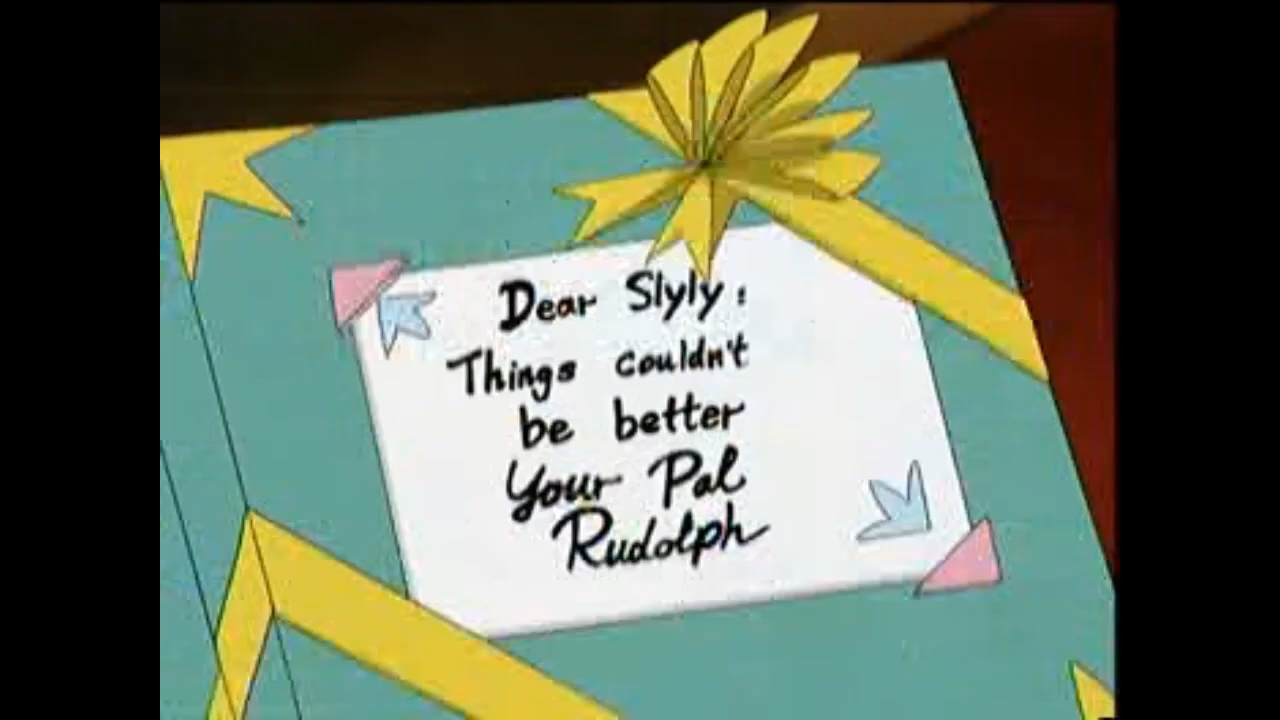 Dear Slyly:
Things couldn't
be better
Your Pal
Rudolph